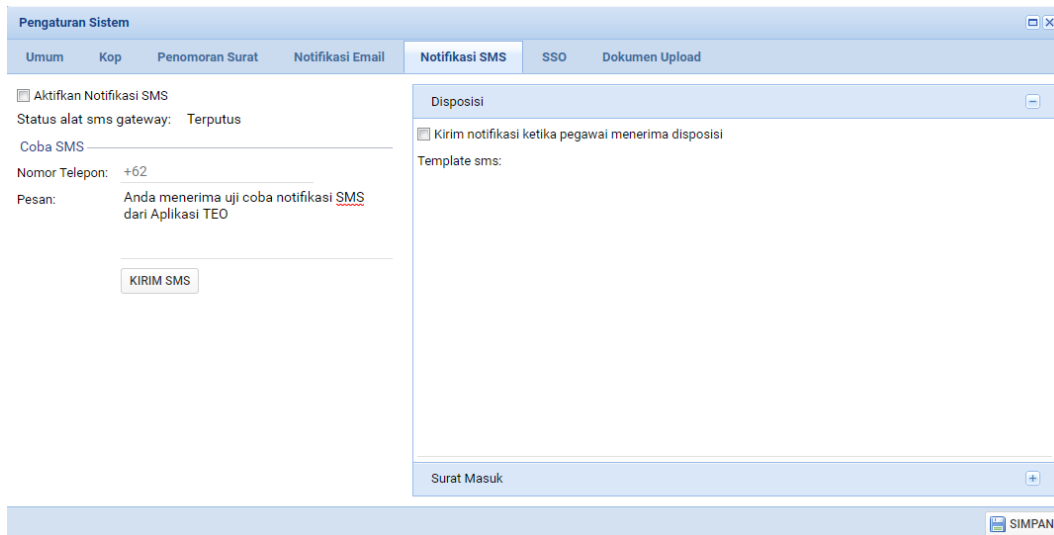 Pengaturan Sistem
Umum Kop Penomoran Surat Notifikasi Email Notifikasi SMS SSO Dokumen Upload
Aktifkan Notifikasi SMS
Status alat sms gateway: Terputus
Coba SMS
Nomor Telepon: +62
Pesan: Anda menerima uji coba notifikasi SMS
dari Aplikasi TEO
KIRIM SMS
Disposisi
Kirim notifikasi ketika pegawai menerima disposisi
Template sms:
Surat Masuk
SIMPAN